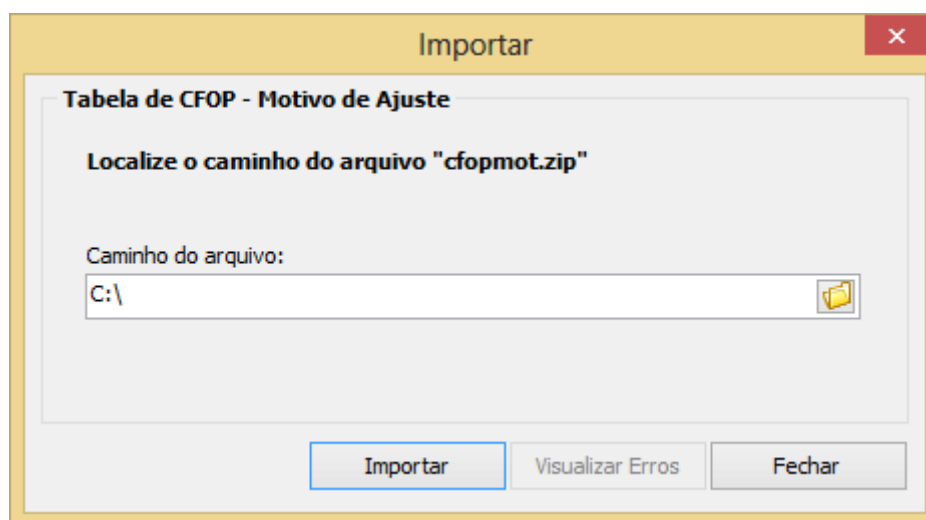 Importar
Tabela de CFOP - Motivo de Ajuste
Localize o caminho do arquivo "cfopmot.zip"
Caminho do arquivo:
C:\
Importar
Visualizar Erros
Fechar